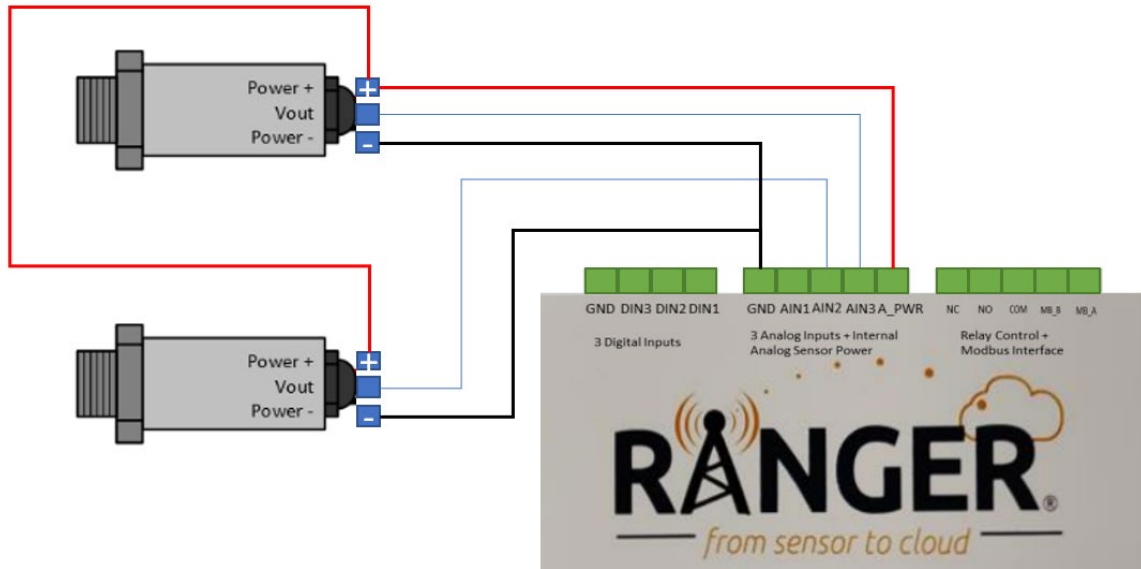 Power +
Vout
Power -
+
-
Power +
Vout
Power -
+
-
GND DIN3 DIN2 DIN1
3 Digital Inputs
GND AIN1 AIN2 AIN3 A_PWR
3 Analog Inputs + Internal
Analog Sensor Power
NC NO COM MB_B MB_A
Relay Control +
Modbus Interface
RANGER®
from sensor to cloud